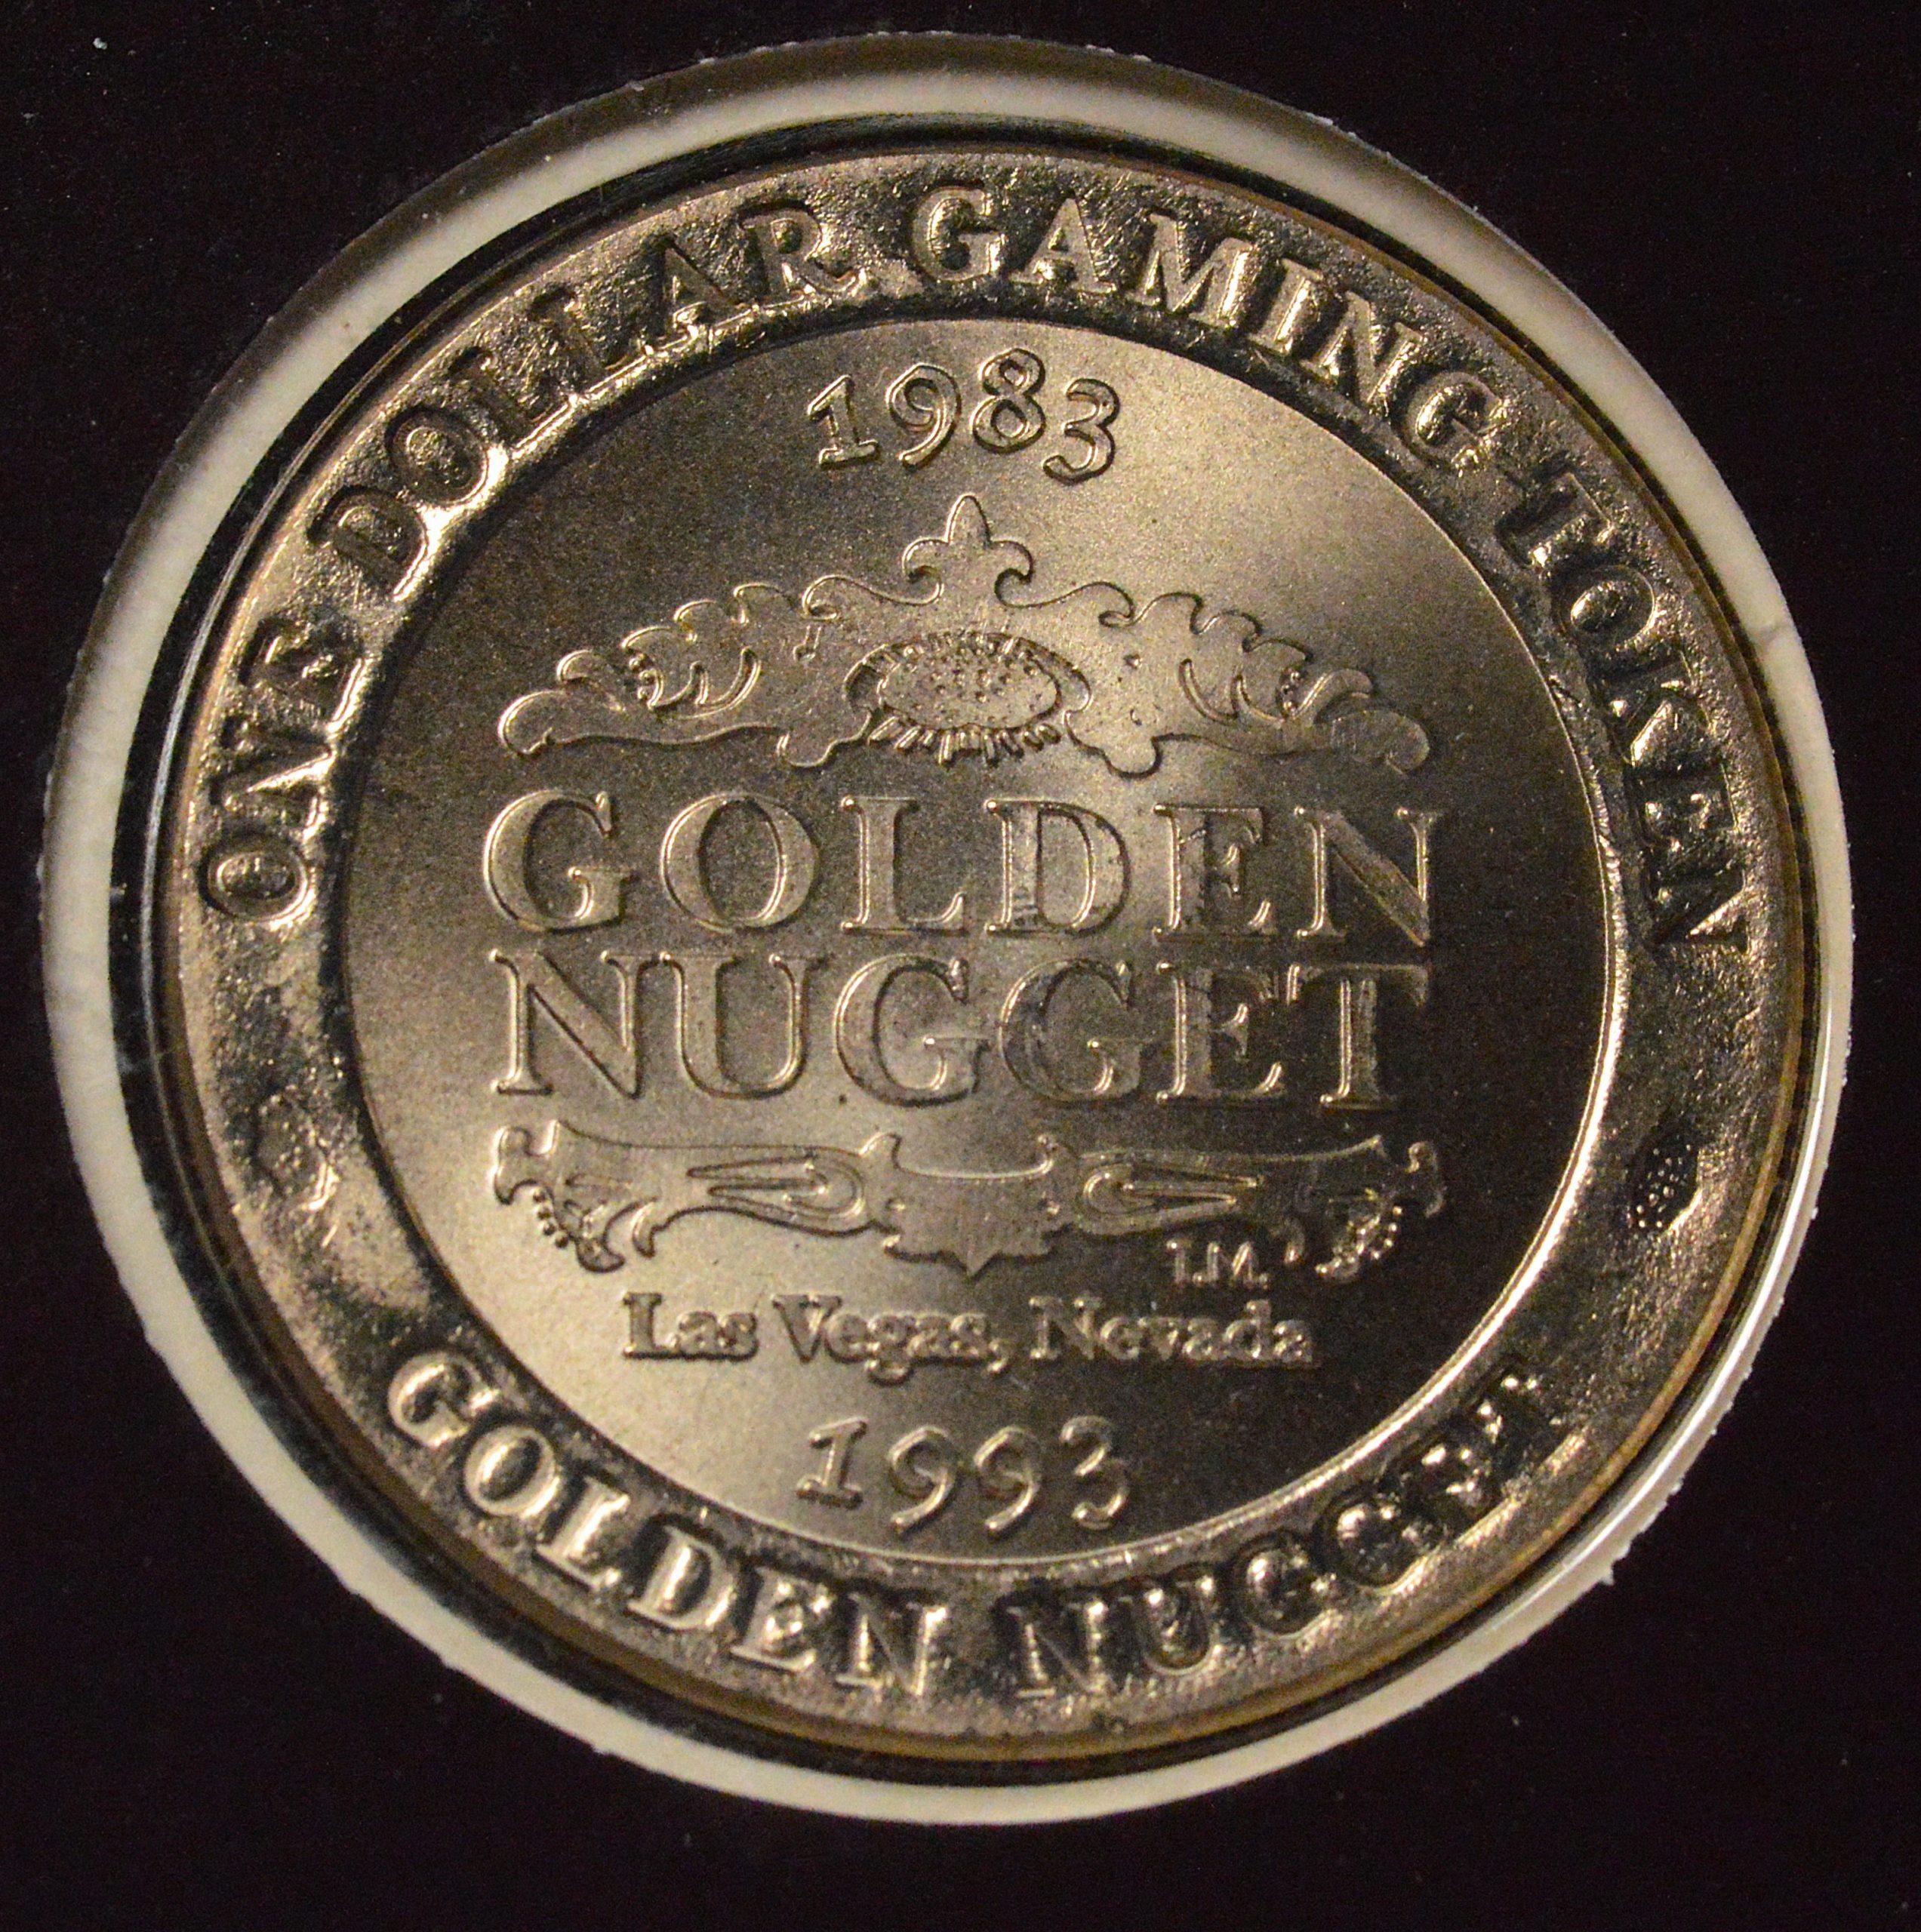 ONE DOLLAR GAMING TOKEN
1983
GOLDEN
NUGGET
T.M.
Las Vegas, Nevada
1993
GOLDEN NUGGET